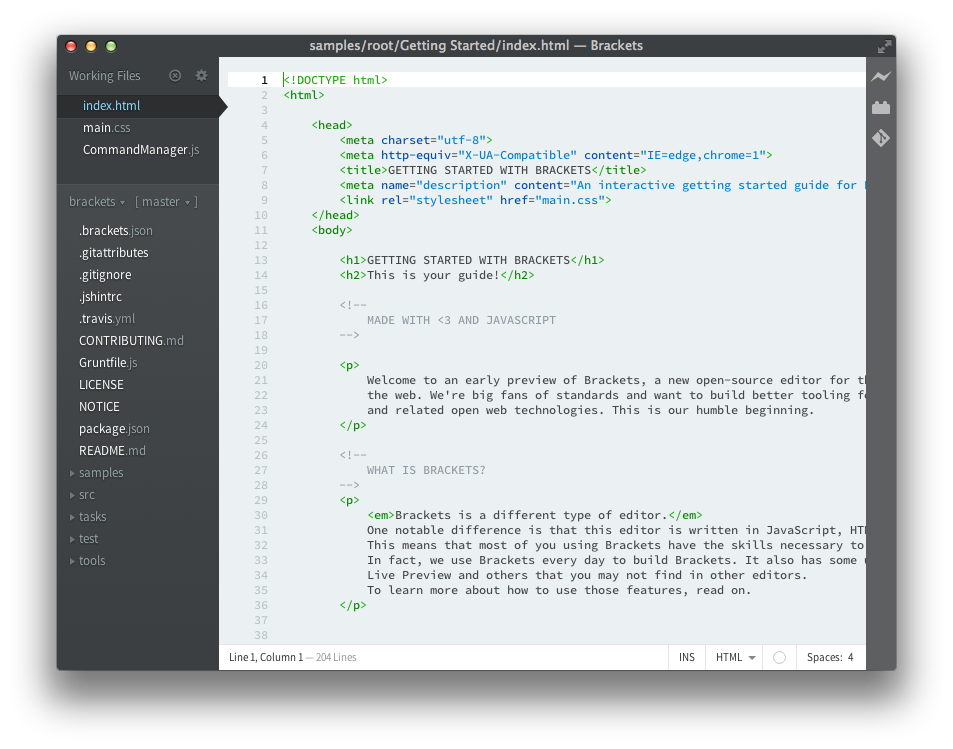 samples/root/Getting Started/index.html — Brackets
Working Files
index.html
main.css
CommandManager.js
brackets [ master ]
.brackets.json
.gitattributes
.gitignore
.jshintrc
.travis.yml
CONTRIBUTING.md
Gruntfile.js
LICENSE
NOTICE
package.json
README.md
samples
src
tasks
test
tools
1 <!DOCTYPE html>
2 <html>
3
4 <head>
5 <meta charset="utf-8">
6 <meta http-equiv="X-UA-Compatible" content="IE=edge,chrome=1">
7 <title>GETTING STARTED WITH BRACKETS</title>
8 <meta name="description" content="An interactive getting started guide for
9 <link rel="stylesheet" href="main.css">
10 </head>
11 <body>
12
13 <h1>GETTING STARTED WITH BRACKETS</h1>
14 <h2>This is your guide!</h2>
15
16 <!--
17 MADE WITH <3 AND JAVASCRIPT
18 -->
19
20 <p>
21 Welcome to an early preview of Brackets, a new open-source editor for
22 the web. We're big fans of standards and want to build better tooling
23 and related open web technologies. This is our humble beginning.
24 </p>
25
26 <!--
27 WHAT IS BRACKETS?
28 -->
29 <p>
30 <em>Brackets is a different type of editor.</em>
31 One notable difference is that this editor is written in JavaScript,
32 This means that most of you using Brackets have the skills necessary to
33 In fact, we use Brackets every day to build Brackets. It also has some
34 Live Preview and others that you may not find in other editors.
35 To learn more about how to use those features, read on.
36 </p>
37
38
Line 1, Column 1 — 204 Lines
INS
HTML
Spaces: 4